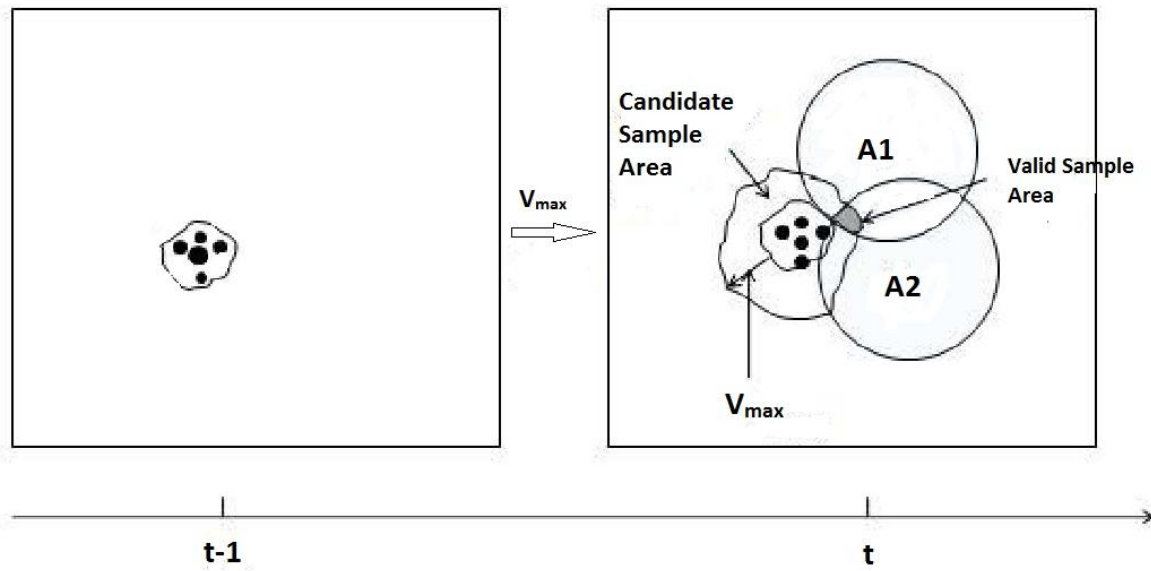 Candidate
Sample
Area
A1
Valid Sample
Area
Vmax
A2
Vmax
t-1
t